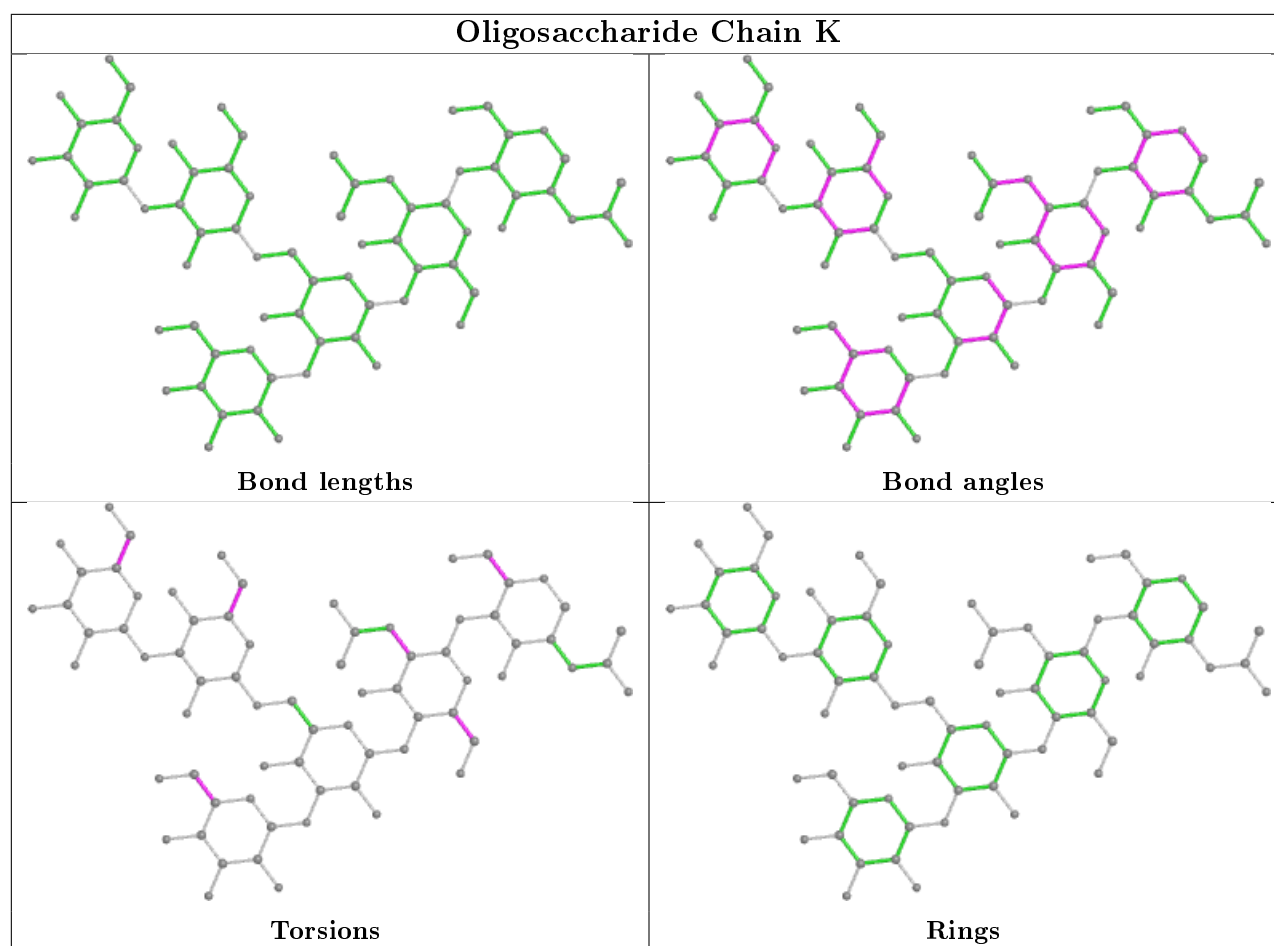 Oligosaccharide Chain K
Bond lengths
Bond angles
Torsions
Rings